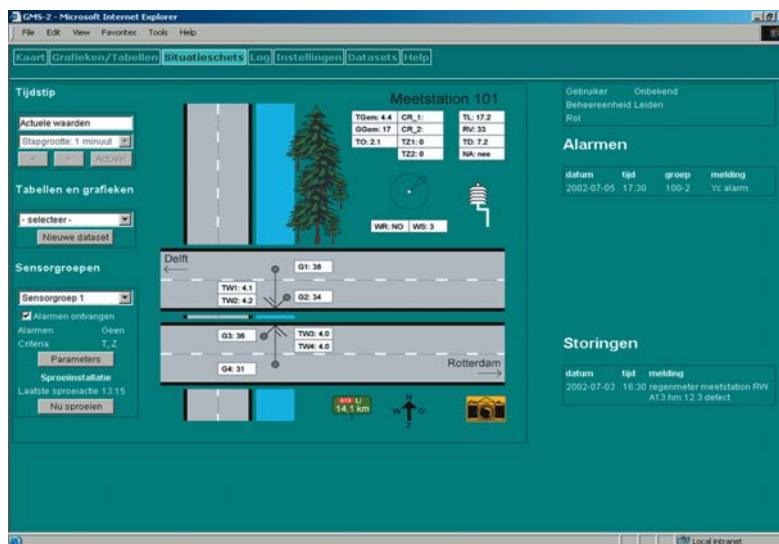 GMS-2 - Microsoft Internet Explorer
File Edit View Favorites Tools Help
Kaart Grafieken/Tabellen Situatieschets Log Instellingen Datasets Help
Tijdstip
Actuele waarden
Stapgrootte: 1 minuut
Actueel
Tabellen en grafieken
- selecteer -
Nieuwe dataset
Sensorgroepen
Sensorgroep 1
Alarmen ontvangen
Alarmen Geen
Criteria T, Z
Parameters
Sproeiinstallatie
Laatste sproeiactie 13:15
Nu sproeien
Meetstation 101
TGem: 4.4 CR_1: TL: 17.2
GGem: 17 CR_2: RV: 33
TO: 2.1 TZ1: 0 TD: 7.2
TZ2: 0 NA: nee
WR: NO WS: 3
Delft
G1: 38
TW1: 4.1
TW2: 4.2
G2: 34
G3: 36
TW3: 4.0
TW4: 4.0
G4: 31
Rotterdam
A13 Li
14,1 km
N
W O
Z
Gebruiker Onbekend
Beheereenheid Leiden
Rol
Alarmen
datum tijd groep melding
2002-07-05 17:30 100-2 Yc alarm
Storingen
datum tijd melding
2002-07-03 16:30 regenmeter meetstation RW
A13 hm 12.3 defect
Local intranet